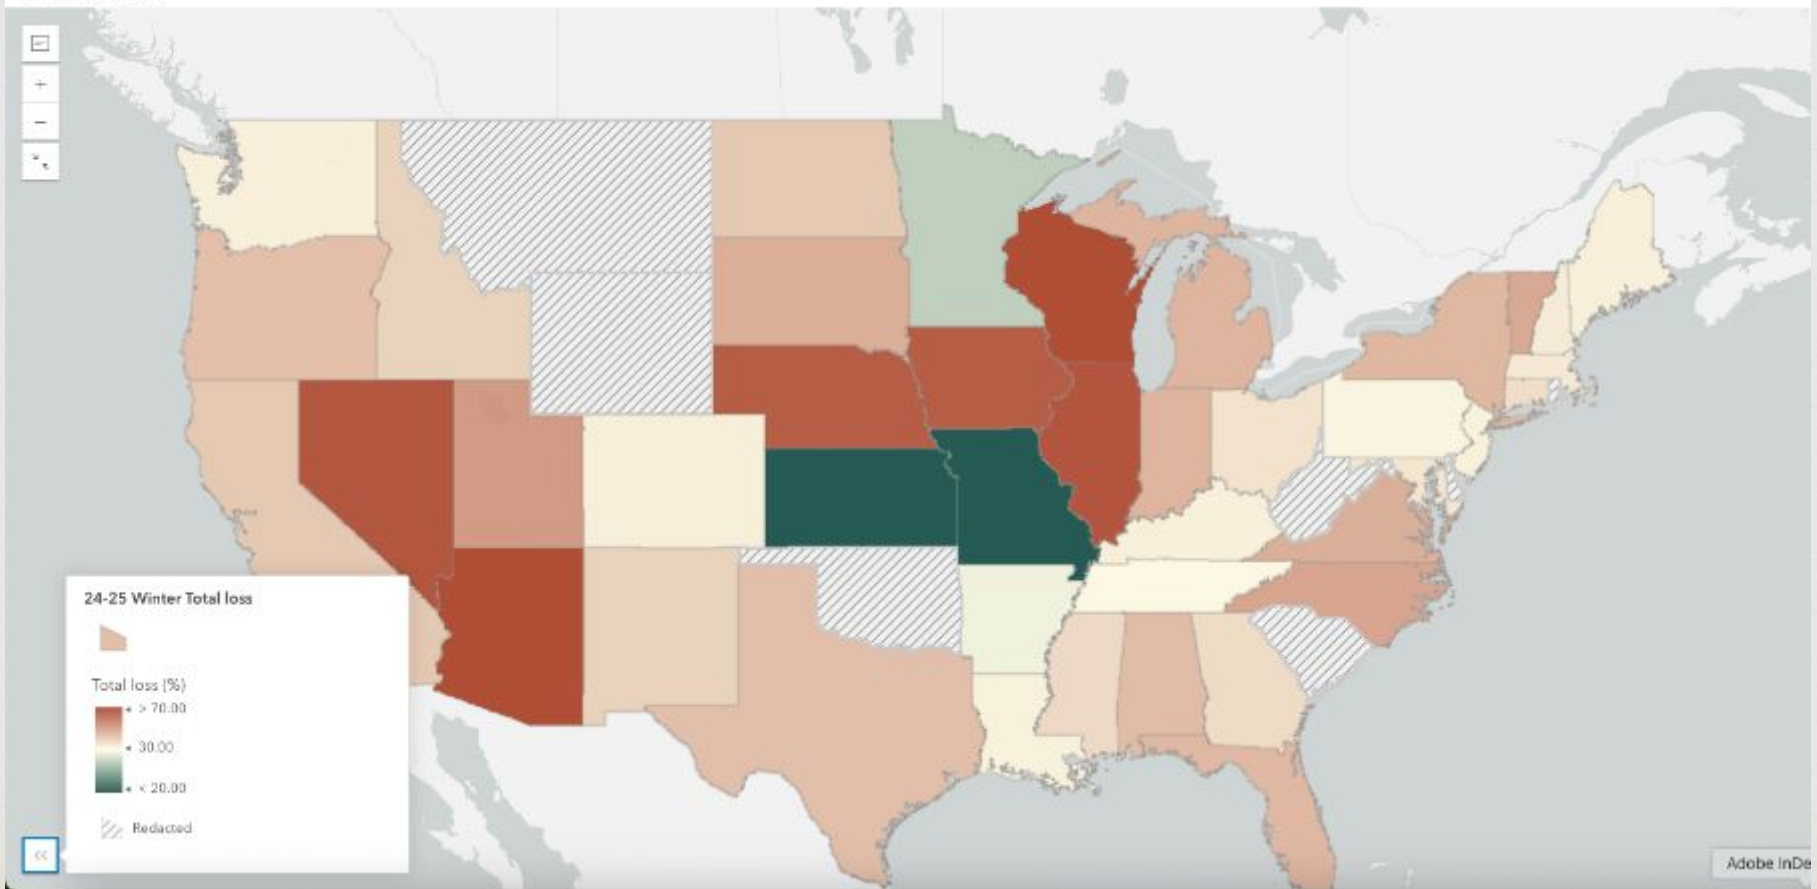 24-25 Winter Total loss
Total loss (%)
> 70.00
30.00
< 20.00
Redacted
Adobe InDe